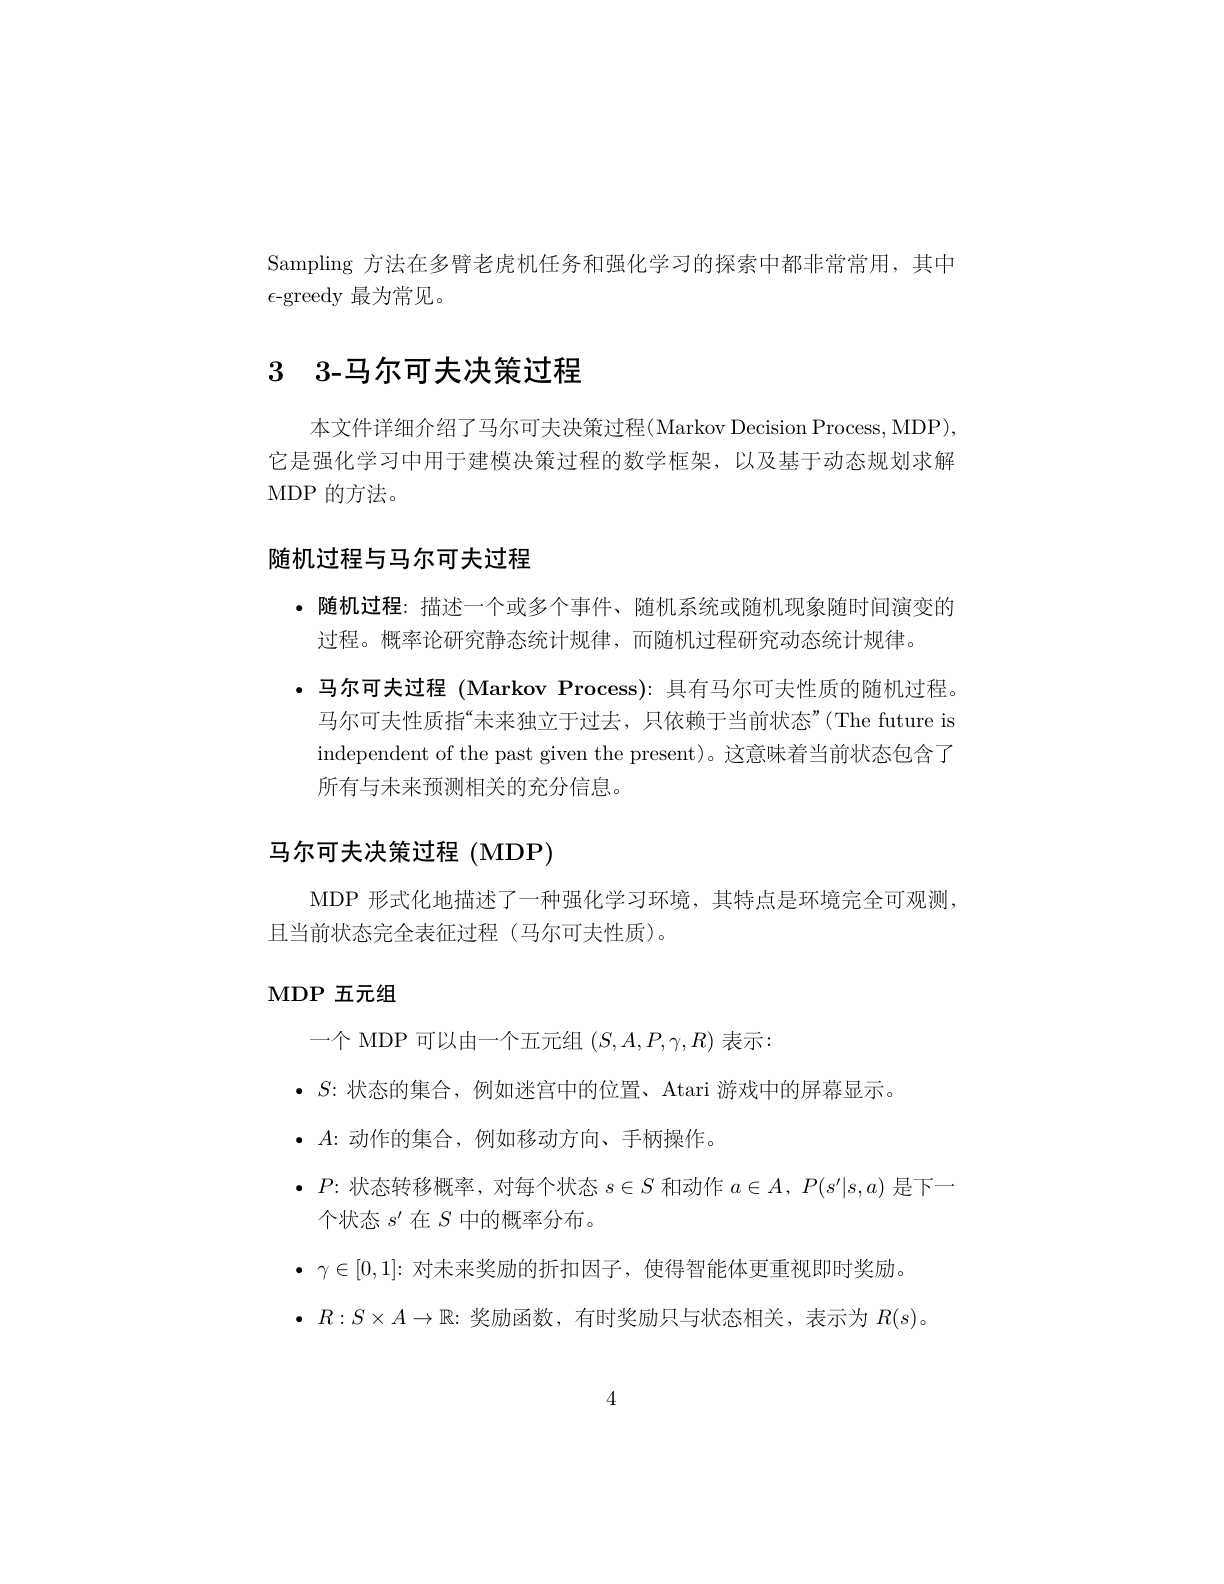 Sampling 方法在多臂老虎机任务和强化学习的探索中都非常常用，其中
ϵ-greedy 最为常见。
3 3-马尔可夫决策过程
本文件详细介绍了马尔可夫决策过程（Markov Decision Process, MDP），
它是强化学习中用于建模决策过程的数学框架，以及基于动态规划求解
MDP 的方法。
随机过程与马尔可夫过程
• 随机过程：描述一个或多个事件、随机系统或随机现象随时间演变的
过程。概率论研究静态统计规律，而随机过程研究动态统计规律。
• 马尔可夫过程 (Markov Process)：具有马尔可夫性质的随机过程。
马尔可夫性质指“未来独立于过去，只依赖于当前状态”（The future is
independent of the past given the present）。这意味着当前状态包含了
所有与未来预测相关的充分信息。
马尔可夫决策过程 (MDP)
MDP 形式化地描述了一种强化学习环境，其特点是环境完全可观测，
且当前状态完全表征过程（马尔可夫性质）。
MDP 五元组
一个 MDP 可以由一个五元组 (S, A, P, γ, R) 表示：
• S：状态的集合，例如迷宫中的位置、Atari 游戏中的屏幕显示。
• A：动作的集合，例如移动方向、手柄操作。
• P：状态转移概率，对每个状态 s ∈ S 和动作 a ∈ A，P(s′|s, a) 是下一
个状态 s′ 在 S 中的概率分布。
• γ ∈ [0, 1]：对未来奖励的折扣因子，使得智能体更重视即时奖励。
• R : S × A → ℝ：奖励函数，有时奖励只与状态相关，表示为 R(s)。
4